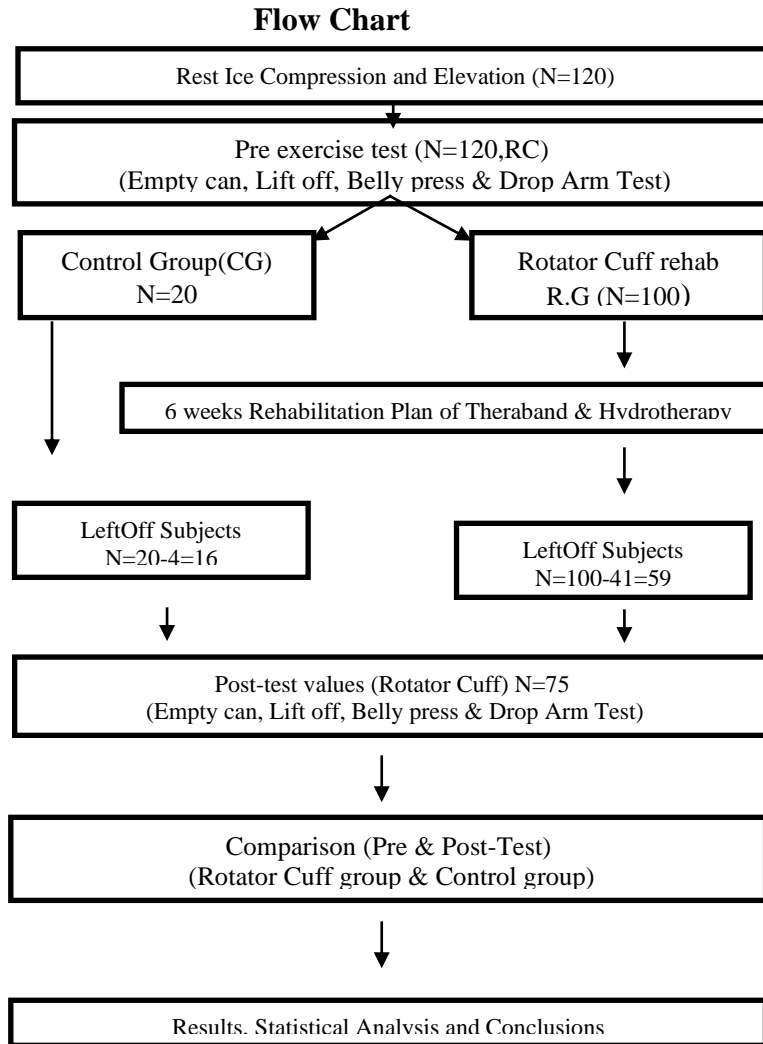 Flow Chart
Rest Ice Compression and Elevation (N=120)
Pre exercise test (N=120,RC)
(Empty can, Lift off, Belly press & Drop Arm Test)
Control Group(CG)
N=20
Rotator Cuff rehab
R.G (N=100)
6 weeks Rehabilitation Plan of Theraband & Hydrotherapy
LeftOff Subjects
N=20-4=16
LeftOff Subjects
N=100-41=59
Post-test values (Rotator Cuff) N=75
(Empty can, Lift off, Belly press & Drop Arm Test)
Comparison (Pre & Post-Test)
(Rotator Cuff group & Control group)
Results, Statistical Analysis and Conclusions